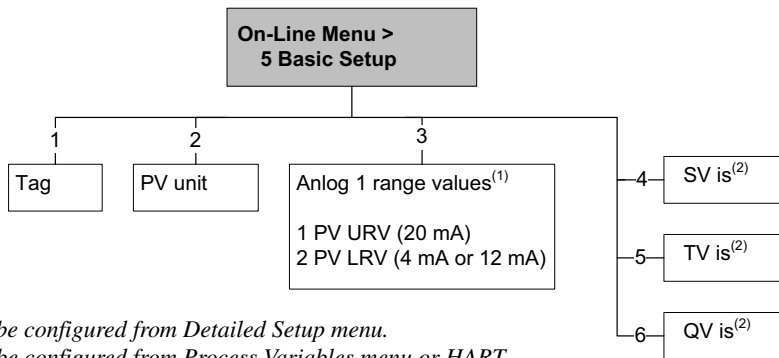 On-Line Menu >
5 Basic Setup
1
2
3
Tag
PV unit
Anlog 1 range values(1)
1 PV URV (20 mA)
2 PV LRV (4 mA or 12 mA)
4
SV is(2)
5
TV is(2)
6
QV is(2)
be configured from Detailed Setup menu.
be configured from Process Variables menu or HART